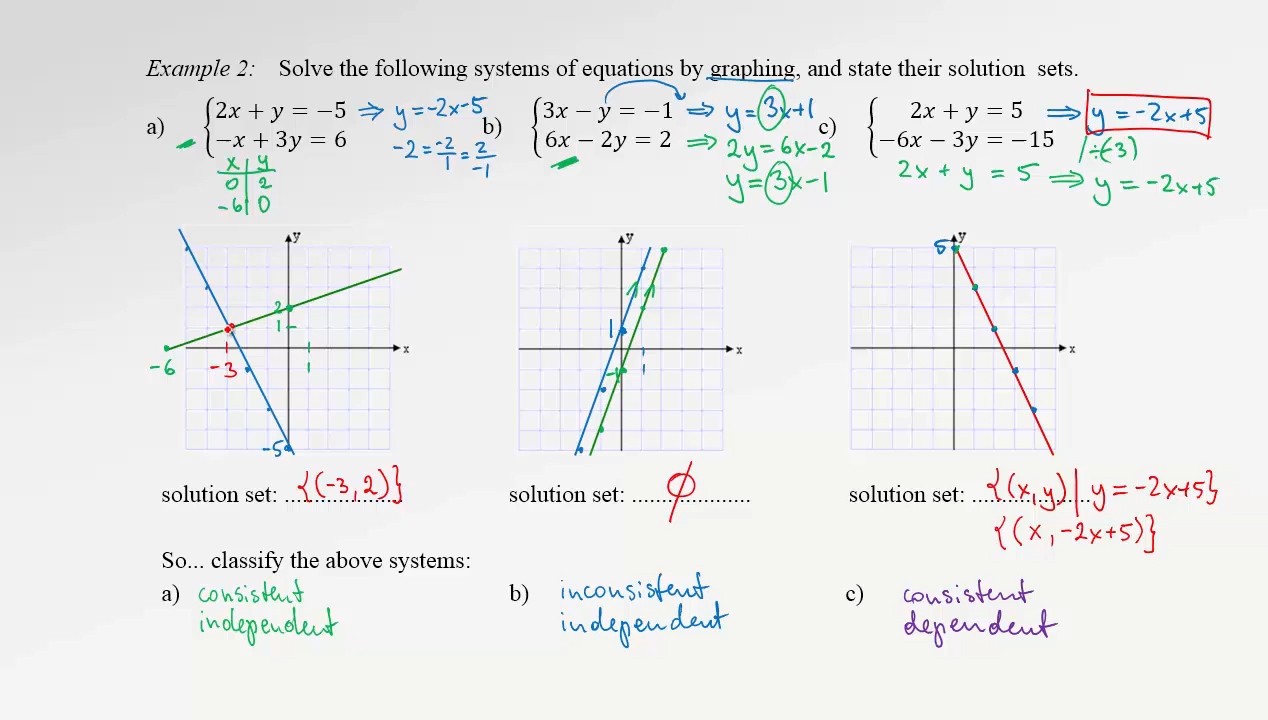 Example 2: Solve the following systems of equations by graphing, and state their solution sets.
a) {2x + y = −5 ⇒ y = -2x-5
−x + 3y = 6
-2 = -2/1 = 2/-1
x | y
0 | 2
-6 | 0
b) {3x − y = −1 ⇒ y = 3x+1
6x − 2y = 2 ⇒ 2y = 6x-2
y = 3x-1
c) {2x + y = 5 ⇒ y = -2x+5
−6x − 3y = −15 /÷(-3)
2x + y = 5 ⇒ y = -2x+5
y
2
1
x
-6
-3
1
-5
y
1
x
-1
1
y
5
x
solution set: {(-3,2)}
solution set: ∅
solution set: {(x,y) | y = -2x+5}
{(x, -2x+5)}
So... classify the above systems:
a) consistent
independent
b) inconsistent
independent
c) consistent
dependent